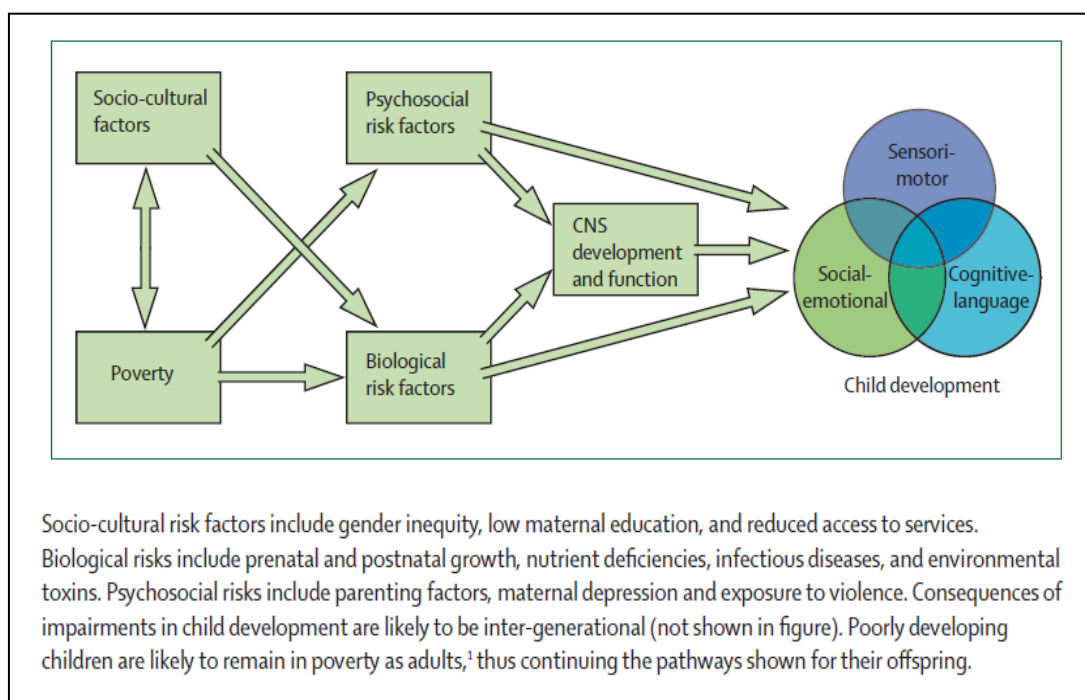 Socio-cultural
factors
Psychosocial
risk factors
Sensori-
motor
CNS
development
and function
Social-
emotional
Cognitive-
language
Poverty
Biological
risk factors
Child development
Socio-cultural risk factors include gender inequity, low maternal education, and reduced access to services.
Biological risks include prenatal and postnatal growth, nutrient deficiencies, infectious diseases, and environmental
toxins. Psychosocial risks include parenting factors, maternal depression and exposure to violence. Consequences of
impairments in child development are likely to be inter-generational (not shown in figure). Poorly developing
children are likely to remain in poverty as adults,¹ thus continuing the pathways shown for their offspring.